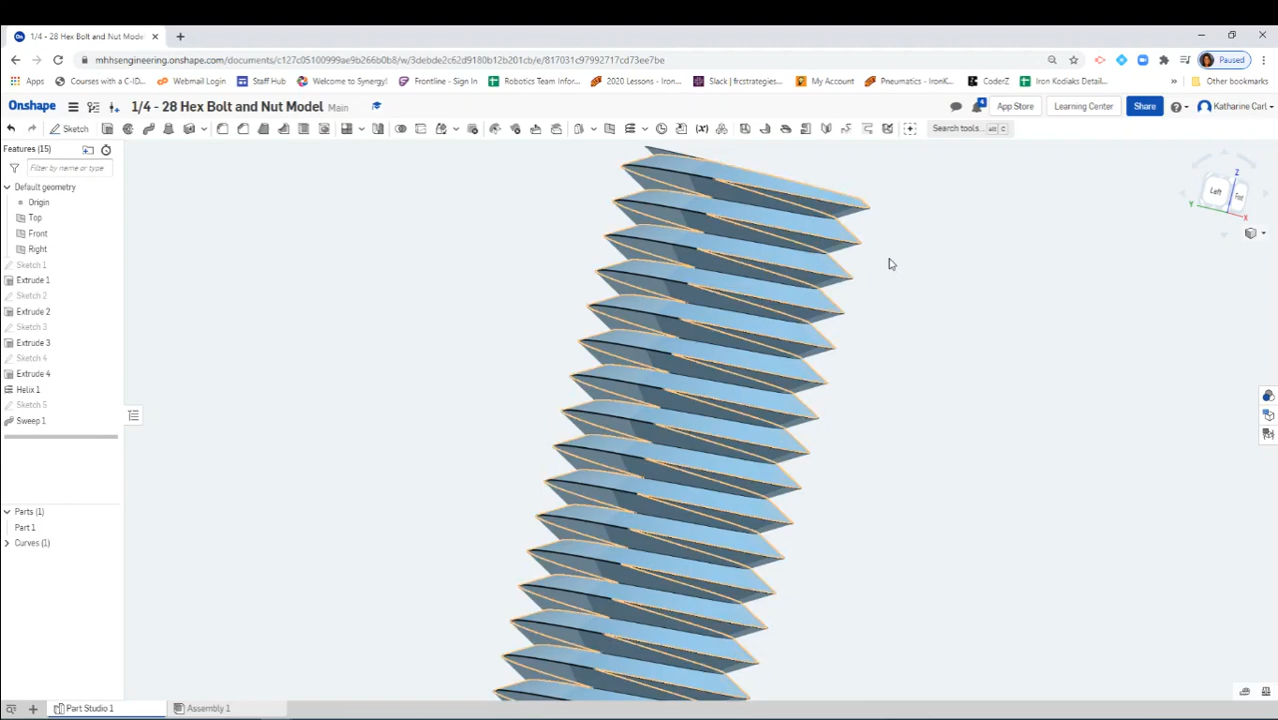 1/4 - 28 Hex Bolt and Nut Model
mhhsengineering.onshape.com/documents/c127c05100999ae9b266b0b8/w/3debde2c62d9180b12b201cb/e/817031c97992717cd73ee7be
Paused
Apps
Courses with a C-ID...
Webmail Login
Staff Hub
Welcome to Synergy!
Frontline - Sign In
Robotics Team Infor...
2020 Lessons - Iron...
Slack | frcstrategies...
My Account
Pneumatics - IronK...
CoderZ
Iron Kodiaks Detail...
Other bookmarks
Onshape
1/4 - 28 Hex Bolt and Nut Model Main
4
App Store
Learning Center
Share
Katharine Carl
Sketch
Search tools...
C
Features (15)
Filter by name or type
Default geometry
Origin
Top
Front
Right
Sketch 1
Extrude 1
Sketch 2
Extrude 2
Sketch 3
Extrude 3
Sketch 4
Extrude 4
Helix 1
Sketch 5
Sweep 1
Parts (1)
Part 1
Curves (1)
Z
Left
Y
X
Part Studio 1
Assembly 1